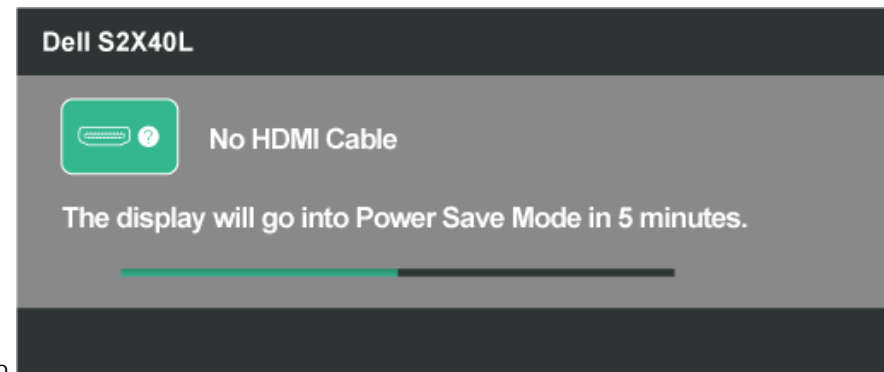 Dell S2X40L
?
No HDMI Cable
The display will go into Power Save Mode in 5 minutes.